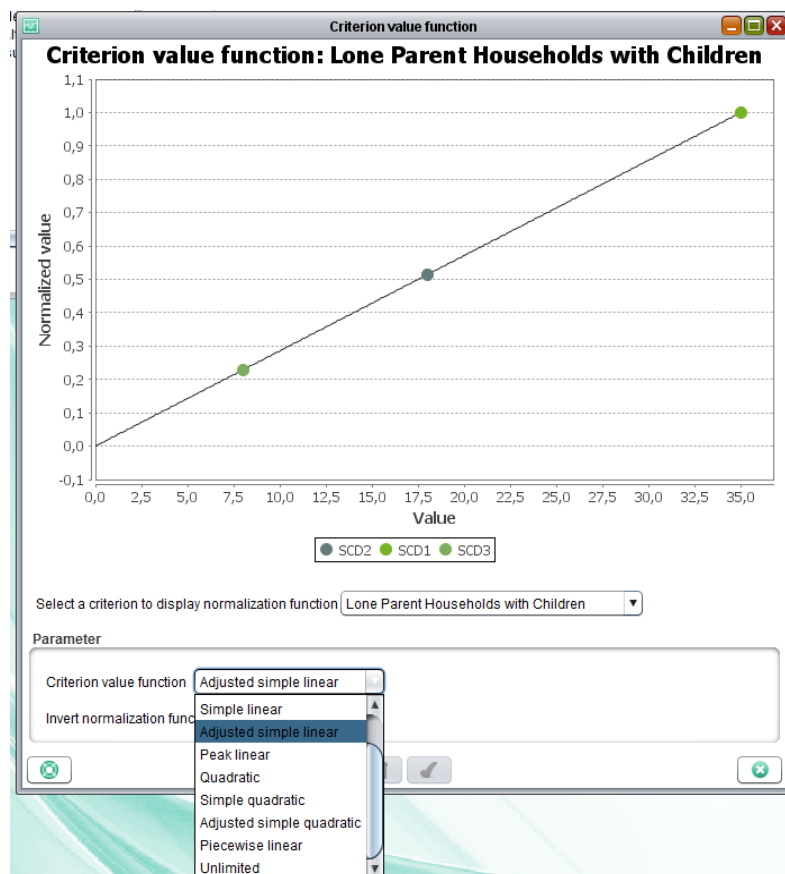 Criterion value function
Criterion value function: Lone Parent Households with Children
1,1
1,0
0,9
0,8
0,7
0,6
0,5
0,4
0,3
0,2
0,1
0,0
-0,1
Normalized value
0,0 2,5 5,0 7,5 10,0 12,5 15,0 17,5 20,0 22,5 25,0 27,5 30,0 32,5 35,0
Value
SCD2 SCD1 SCD3
Select a criterion to display normalization function Lone Parent Households with Children
Parameter
Criterion value function Adjusted simple linear
Invert normalization func
Simple linear
Adjusted simple linear
Peak linear
Quadratic
Simple quadratic
Adjusted simple quadratic
Piecewise linear
Unlimited